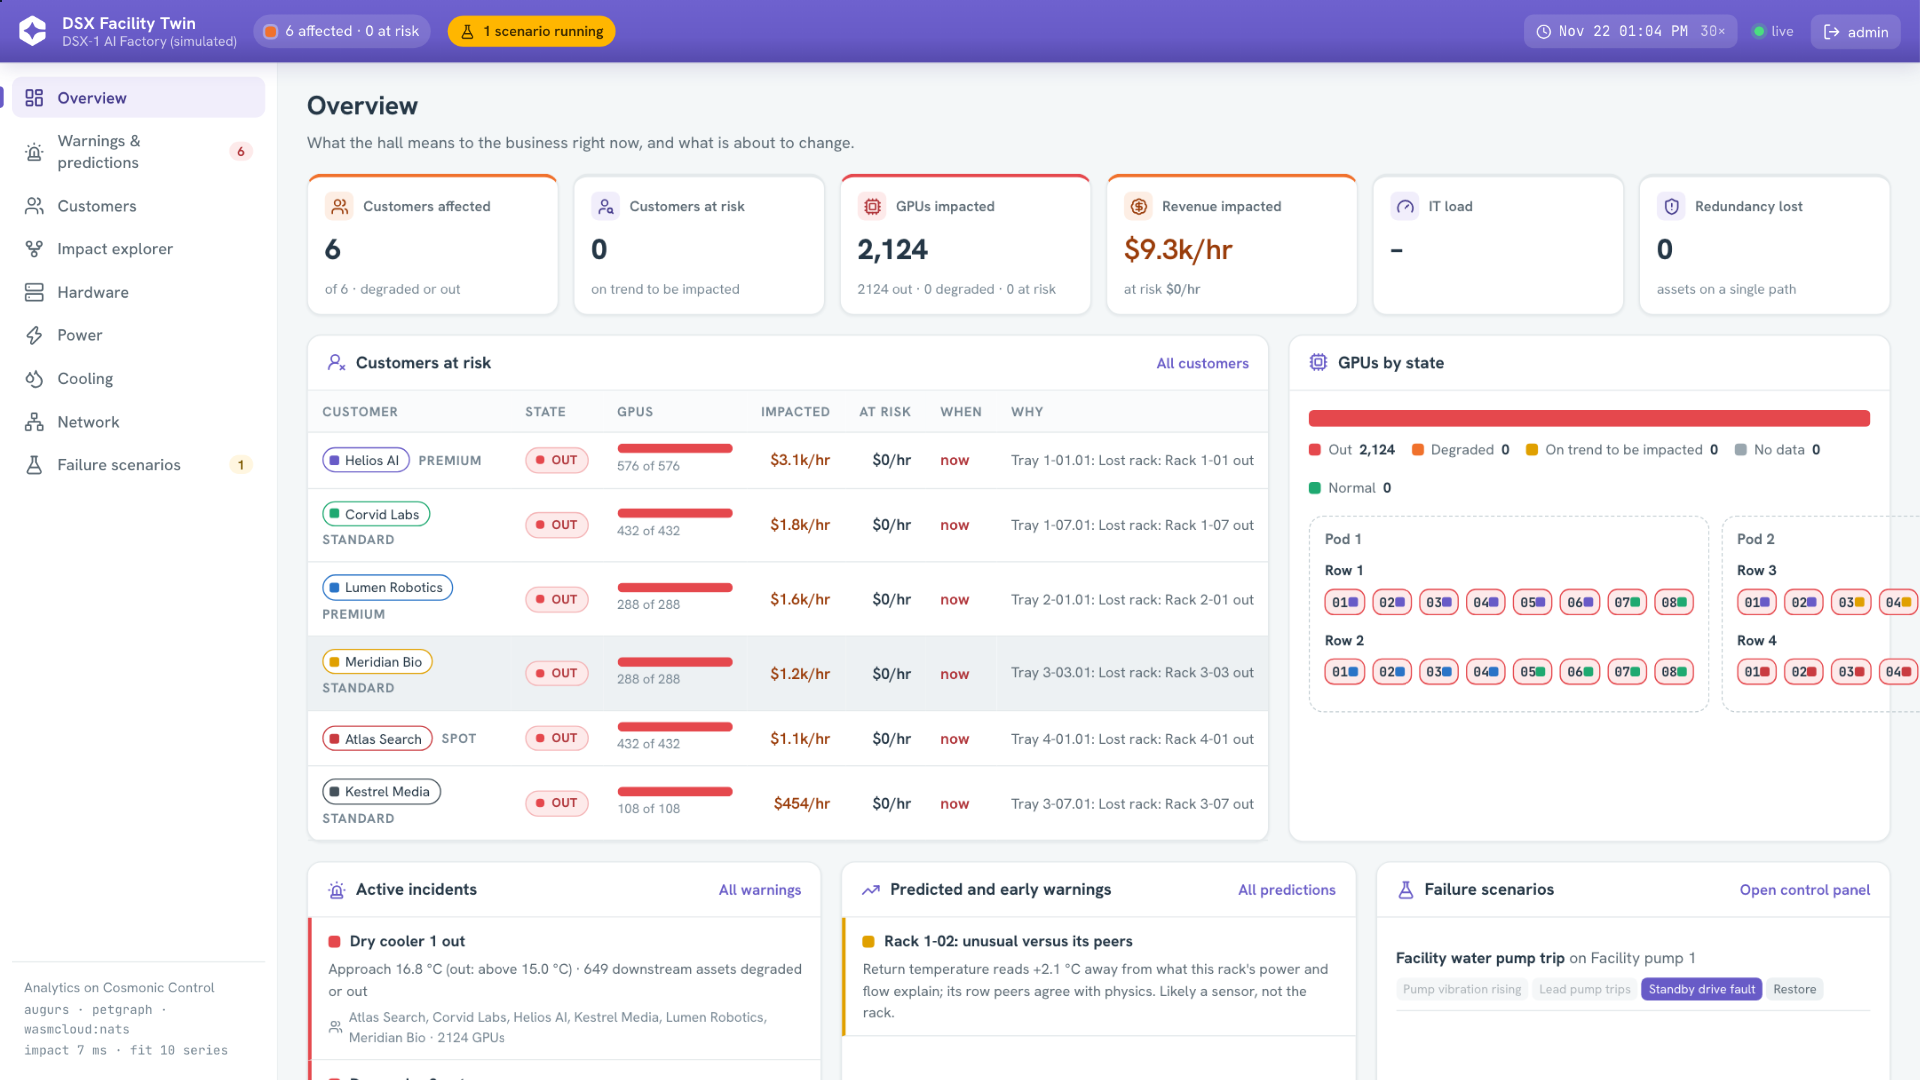 DSX Facility Twin
DSX-1 AI Factory (simulated)
6 affected · 0 at risk
1 scenario running
Nov 22 01:04 PM 30×
live
admin
Overview
Warnings & predictions
6
Customers
Impact explorer
Hardware
Power
Cooling
Network
Failure scenarios
1
Analytics on Cosmonic Control
augurs · petgraph ·
wasmcloud:nats
impact 7 ms · fit 10 series
Overview
What the hall means to the business right now, and what is about to change.
Customers affected
6
of 6 · degraded or out
Customers at risk
0
on trend to be impacted
GPUs impacted
2,124
2124 out · 0 degraded · 0 at risk
Revenue impacted
$9.3k/hr
at risk $0/hr
IT load
–
Redundancy lost
0
assets on a single path
Customers at risk
All customers
CUSTOMER STATE GPUS IMPACTED AT RISK WHEN WHY
Helios AI PREMIUM OUT 576 of 576 $3.1k/hr $0/hr now Tray 1-01.01: Lost rack: Rack 1-01 out
Corvid Labs STANDARD OUT 432 of 432 $1.8k/hr $0/hr now Tray 1-07.01: Lost rack: Rack 1-07 out
Lumen Robotics PREMIUM OUT 288 of 288 $1.6k/hr $0/hr now Tray 2-01.01: Lost rack: Rack 2-01 out
Meridian Bio STANDARD OUT 288 of 288 $1.2k/hr $0/hr now Tray 3-03.01: Lost rack: Rack 3-03 out
Atlas Search SPOT OUT 432 of 432 $1.1k/hr $0/hr now Tray 4-01.01: Lost rack: Rack 4-01 out
Kestrel Media STANDARD OUT 108 of 108 $454/hr $0/hr now Tray 3-07.01: Lost rack: Rack 3-07 out
GPUs by state
Out 2,124 Degraded 0 On trend to be impacted 0 No data 0
Normal 0
Pod 1
Row 1
01 02 03 04 05 06 07 08
Row 2
01 02 03 04 05 06 07 08
Pod 2
Row 3
01 02 03 04
Row 4
01 02 03 04
Active incidents
All warnings
Dry cooler 1 out
Approach 16.8 °C (out: above 15.0 °C) · 649 downstream assets degraded
or out
Atlas Search, Corvid Labs, Helios AI, Kestrel Media, Lumen Robotics,
Meridian Bio · 2124 GPUs
Predicted and early warnings
All predictions
Rack 1-02: unusual versus its peers
Return temperature reads +2.1 °C away from what this rack's power and
flow explain; its row peers agree with physics. Likely a sensor, not the
rack.
Failure scenarios
Open control panel
Facility water pump trip on Facility pump 1
Pump vibration rising Lead pump trips Standby drive fault Restore